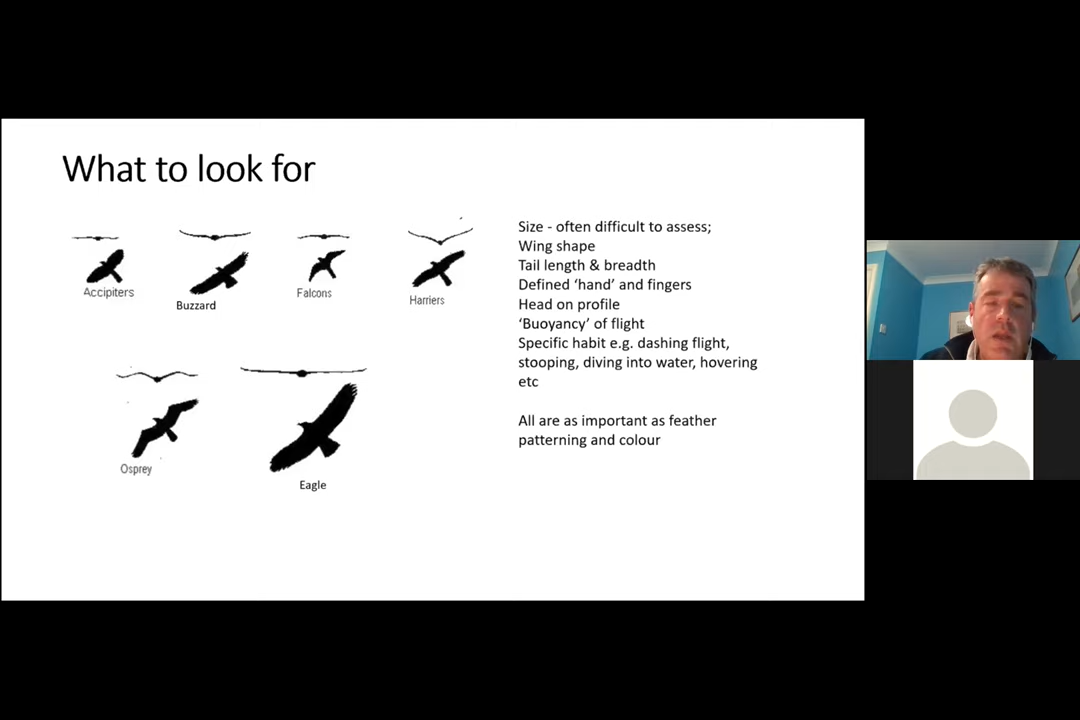 What to look for
Accipiters
Buzzard
Falcons
Harriers
Osprey
Eagle
Size - often difficult to assess;
Wing shape
Tail length & breadth
Defined ‘hand’ and fingers
Head on profile
‘Buoyancy’ of flight
Specific habit e.g. dashing flight,
stooping, diving into water, hovering
etc
All are as important as feather
patterning and colour